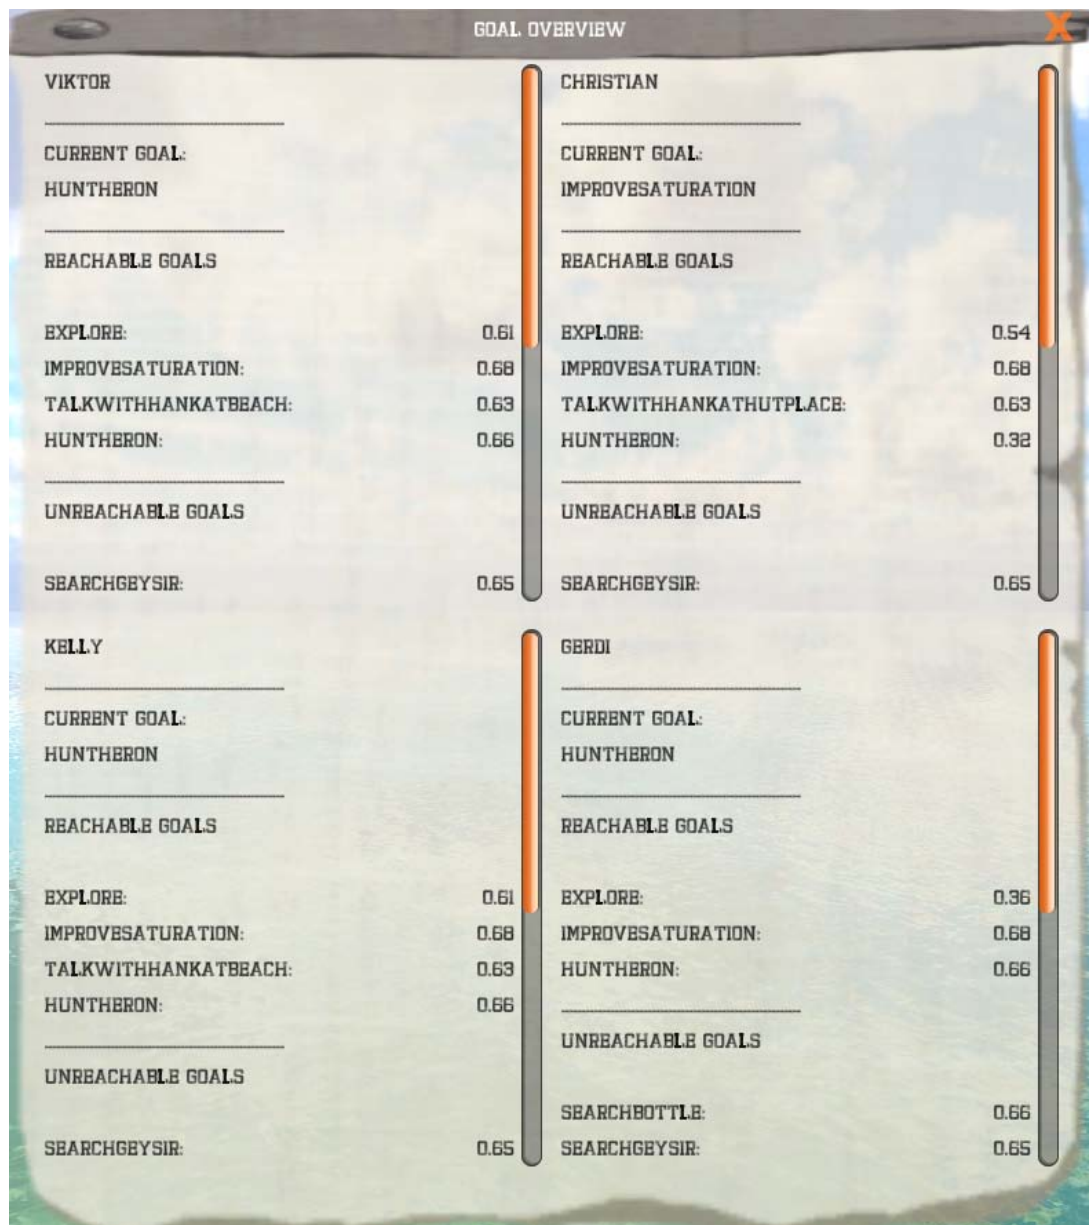 GOAL OVERVIEW
X
VIKTOR
CURRENT GOAL:
HUNTHERON
REACHABLE GOALS
EXPLORE: 0.61
IMPROVESATURATION: 0.68
TALKWITHHANKATBEACH: 0.63
HUNTHERON: 0.66
UNREACHABLE GOALS
SEARCHGEYSIR: 0.65
CHRISTIAN
CURRENT GOAL:
IMPROVESATURATION
REACHABLE GOALS
EXPLORE: 0.54
IMPROVESATURATION: 0.68
TALKWITHHANKATHUTPLACE: 0.63
HUNTHERON: 0.32
UNREACHABLE GOALS
SEARCHGEYSIR: 0.65
KELLY
CURRENT GOAL:
HUNTHERON
REACHABLE GOALS
EXPLORE: 0.61
IMPROVESATURATION: 0.68
TALKWITHHANKATBEACH: 0.63
HUNTHERON: 0.66
UNREACHABLE GOALS
SEARCHGEYSIR: 0.65
GERDI
CURRENT GOAL:
HUNTHERON
REACHABLE GOALS
EXPLORE: 0.36
IMPROVESATURATION: 0.68
HUNTHERON: 0.66
UNREACHABLE GOALS
SEARCHBOTTLE: 0.66
SEARCHGEYSIR: 0.65